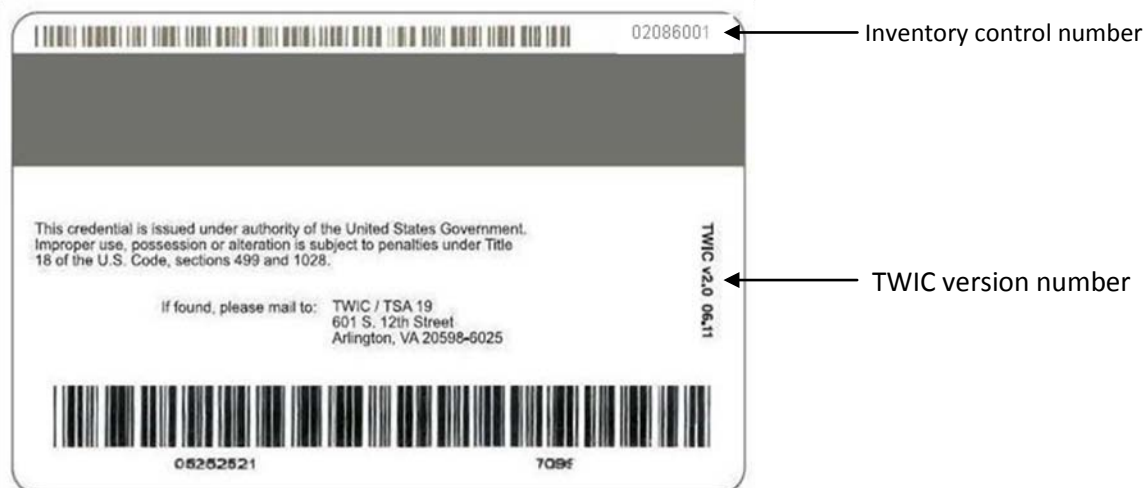 02086001
Inventory control number
This credential is issued under authority of the United States Government.
Improper use, possession or alteration is subject to penalties under Title
18 of the U.S. Code, sections 499 and 1028.
TWIC v2.0 06.11
TWIC version number
If found, please mail to: TWIC / TSA 19
601 S. 12th Street
Arlington, VA 20598-6025